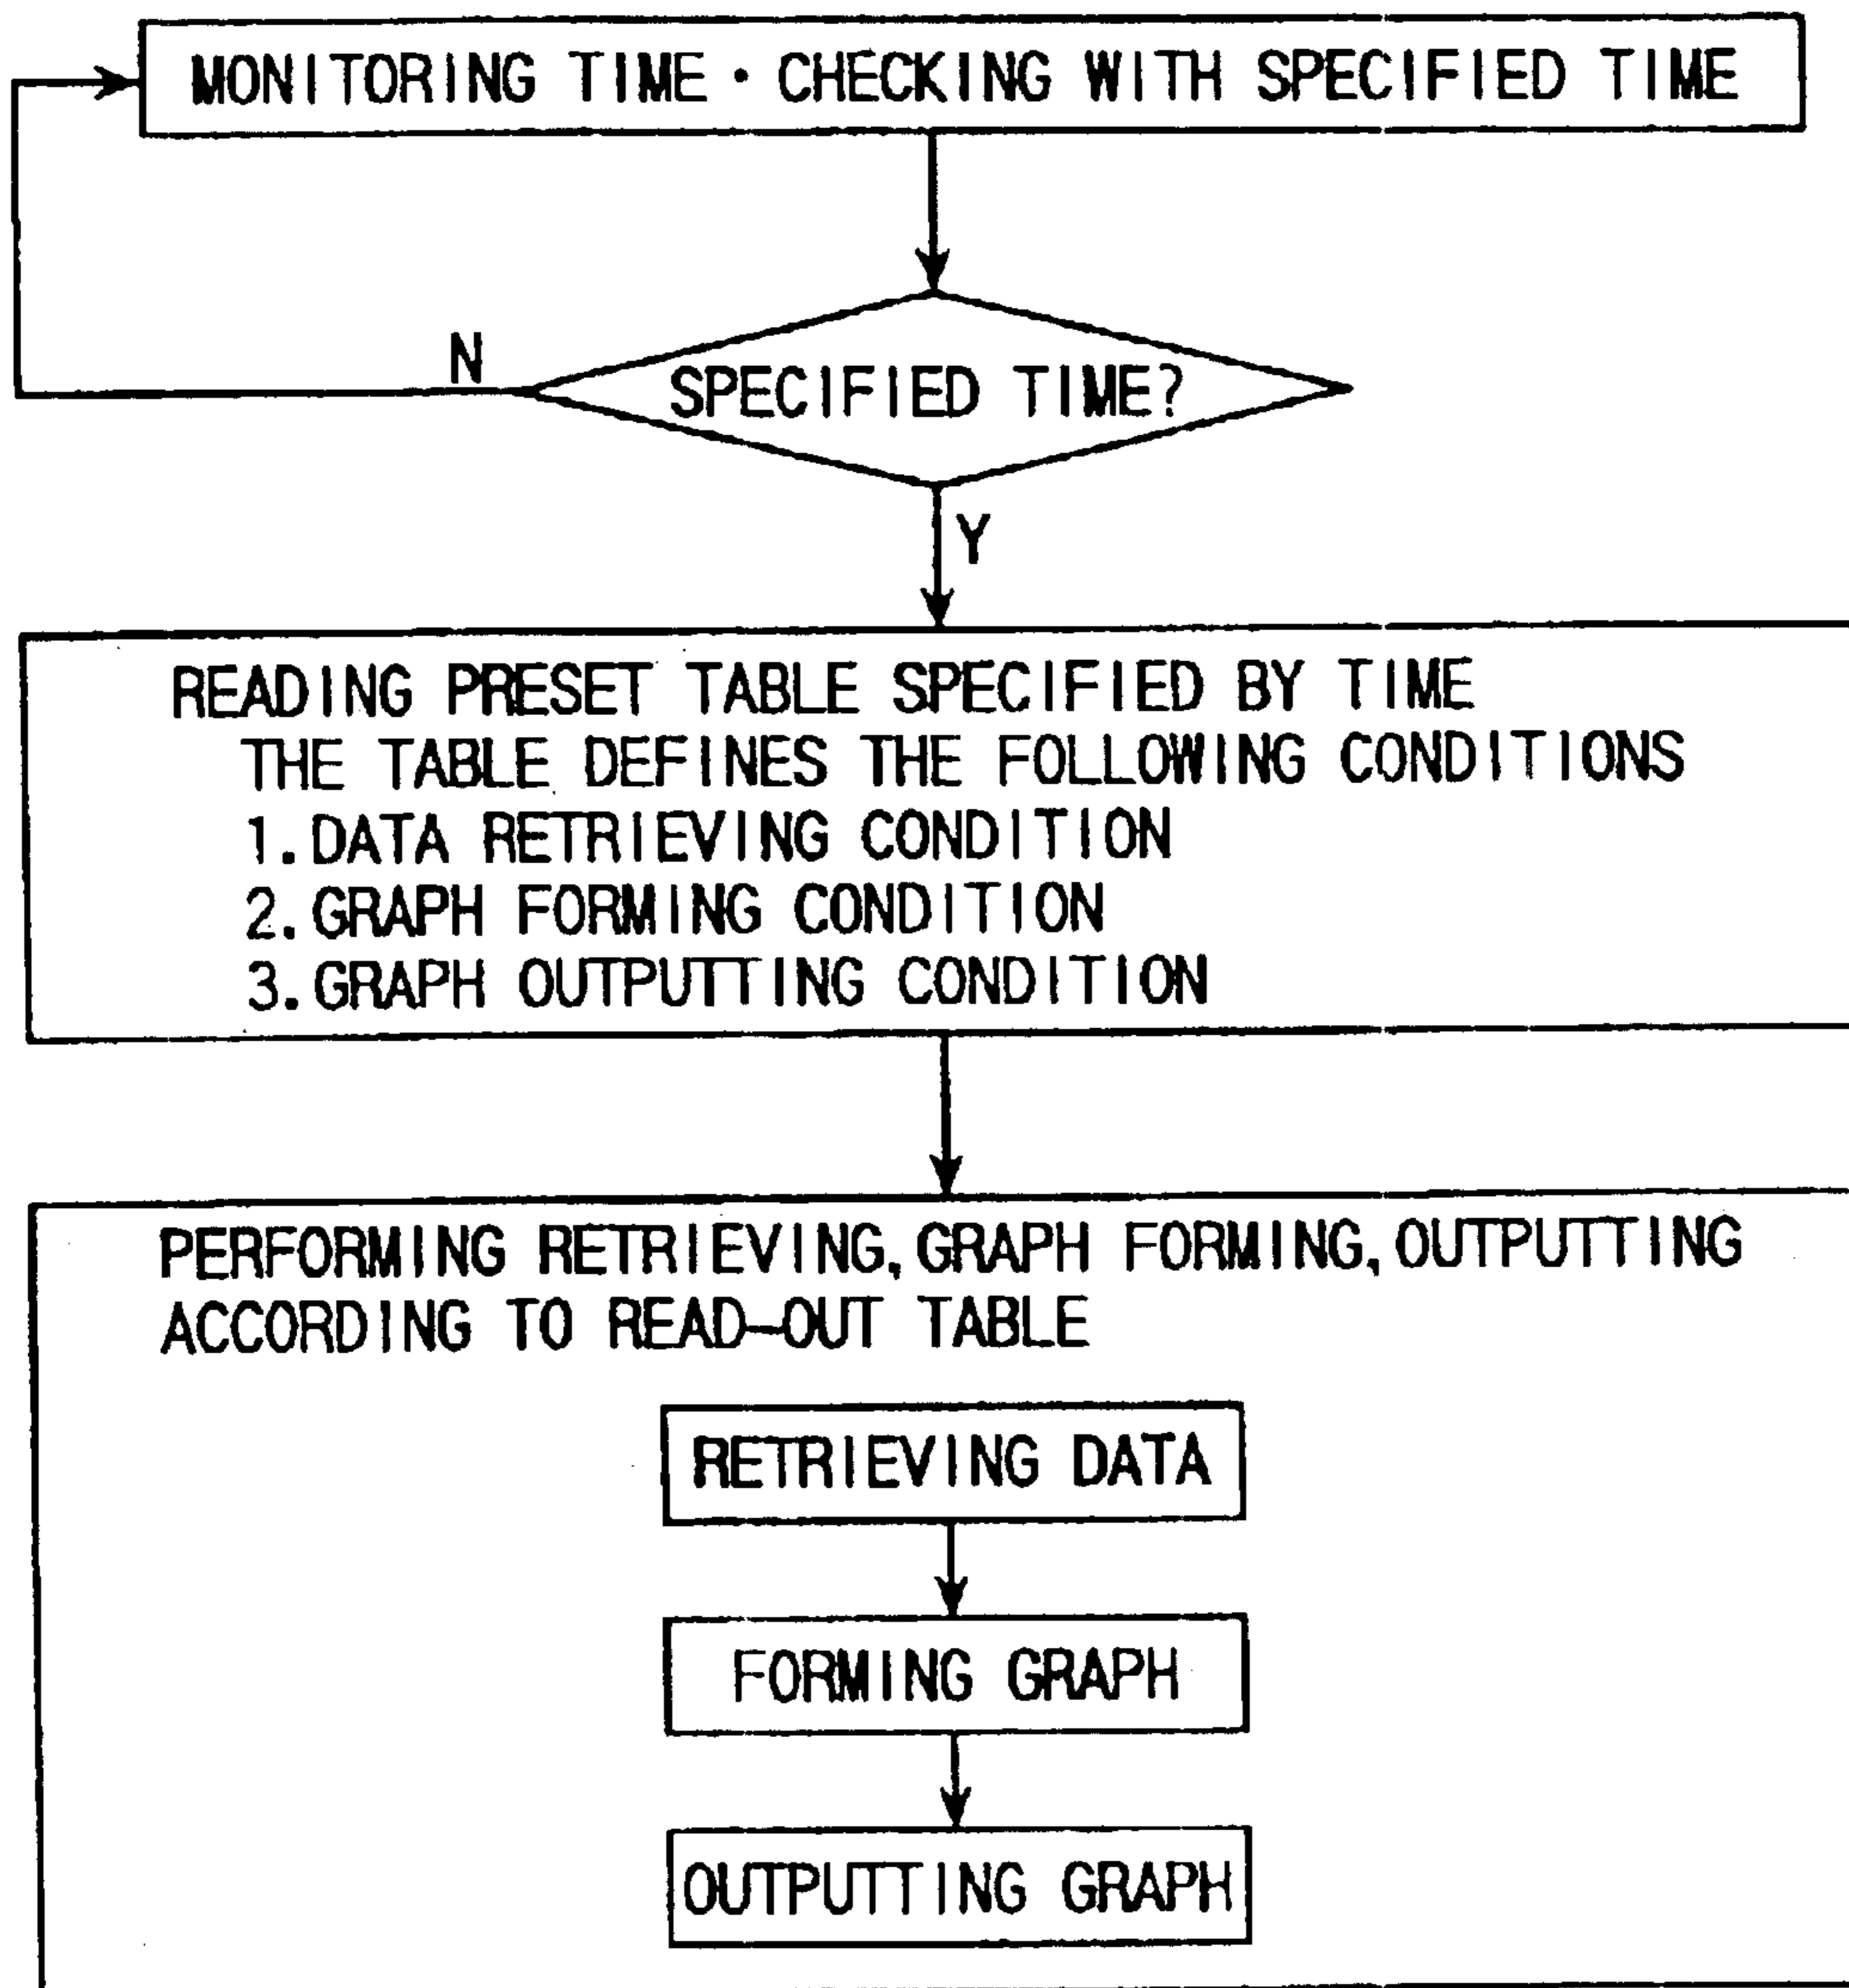 MONITORING TIME・CHECKING WITH SPECIFIED TIME
N
SPECIFIED TIME?
Y
READING PRESET TABLE SPECIFIED BY TIME
THE TABLE DEFINES THE FOLLOWING CONDITIONS
1. DATA RETRIEVING CONDITION
2. GRAPH FORMING CONDITION
3. GRAPH OUTPUTTING CONDITION
PERFORMING RETRIEVING, GRAPH FORMING, OUTPUTTING
ACCORDING TO READ-OUT TABLE
RETRIEVING DATA
FORMING GRAPH
OUTPUTTING GRAPH